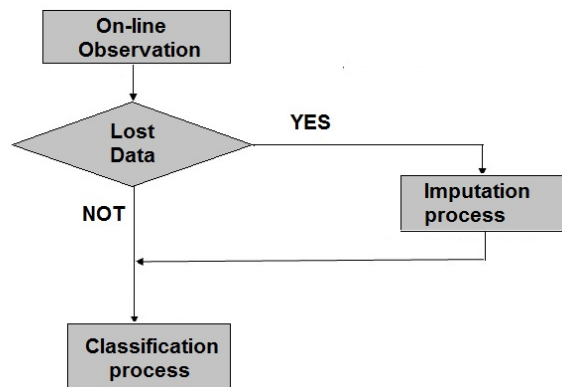 On-line
Observation
Lost
Data
YES
NOT
Imputation
process
Classification
process